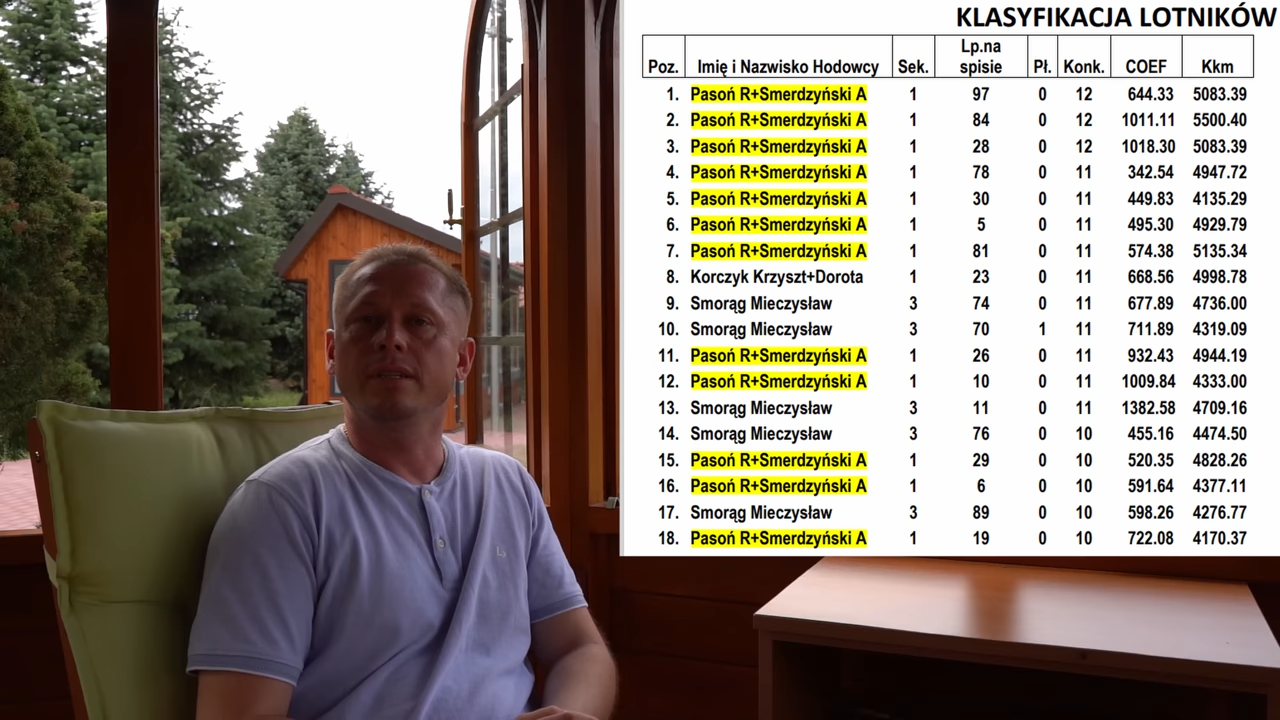 KLASYFIKACJA LOTNIKÓW
Poz. Imię i Nazwisko Hodowcy Sek. Lp.na spisie Pł. Konk. COEF Kkm
1. Pasoń R+Smerdzyński A 1 97 0 12 644.33 5083.39
2. Pasoń R+Smerdzyński A 1 84 0 12 1011.11 5500.40
3. Pasoń R+Smerdzyński A 1 28 0 12 1018.30 5083.39
4. Pasoń R+Smerdzyński A 1 78 0 11 342.54 4947.72
5. Pasoń R+Smerdzyński A 1 30 0 11 449.83 4135.29
6. Pasoń R+Smerdzyński A 1 5 0 11 495.30 4929.79
7. Pasoń R+Smerdzyński A 1 81 0 11 574.38 5135.34
8. Korczyk Krzyszt+Dorota 1 23 0 11 668.56 4998.78
9. Smorąg Mieczysław 3 74 0 11 677.89 4736.00
10. Smorąg Mieczysław 3 70 1 11 711.89 4319.09
11. Pasoń R+Smerdzyński A 1 26 0 11 932.43 4944.19
12. Pasoń R+Smerdzyński A 1 10 0 11 1009.84 4333.00
13. Smorąg Mieczysław 3 11 0 11 1382.58 4709.16
14. Smorąg Mieczysław 3 76 0 10 455.16 4474.50
15. Pasoń R+Smerdzyński A 1 29 0 10 520.35 4828.26
16. Pasoń R+Smerdzyński A 1 6 0 10 591.64 4377.11
17. Smorąg Mieczysław 3 89 0 10 598.26 4276.77
18. Pasoń R+Smerdzyński A 1 19 0 10 722.08 4170.37